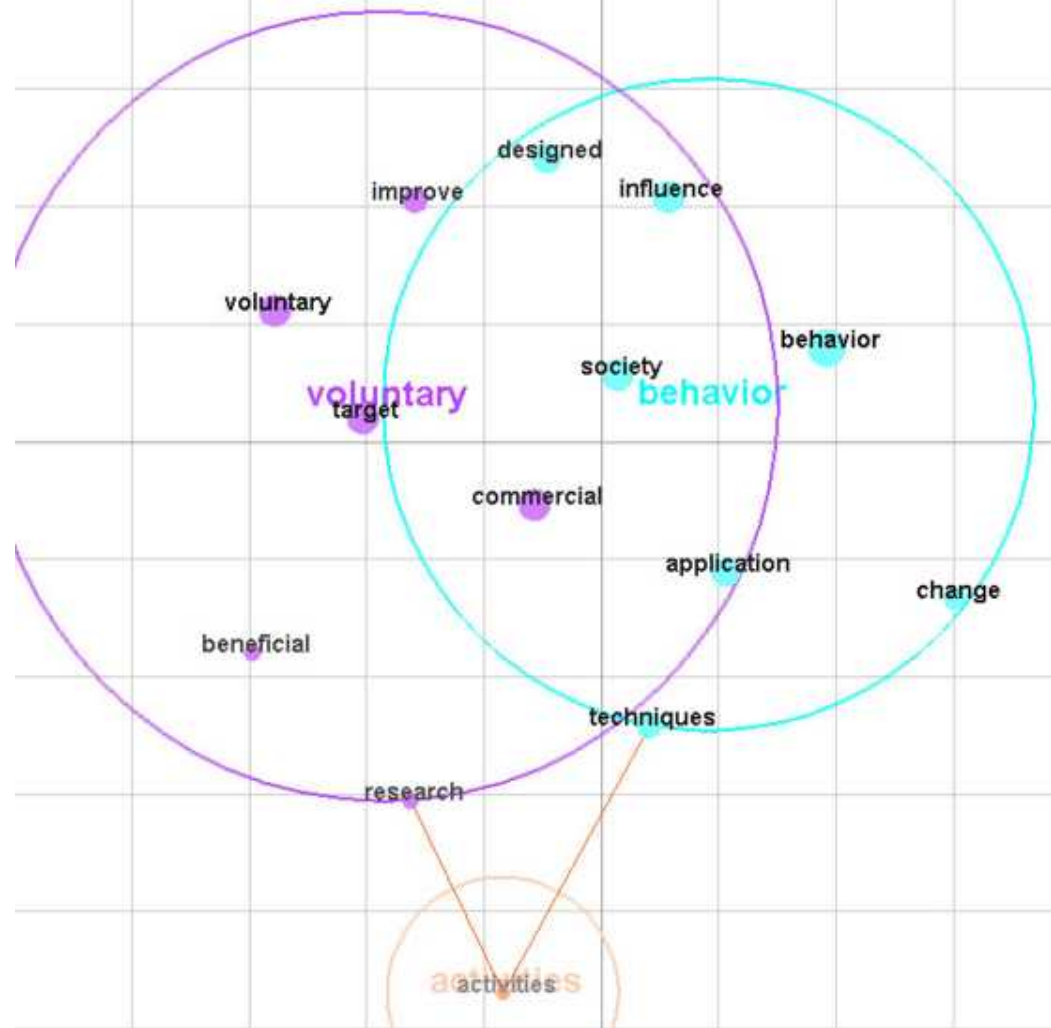 designed
improve
influence
voluntary
behavior
society
voluntary
behavior
target
commercial
application
change
beneficial
techniques
research
activities
activities